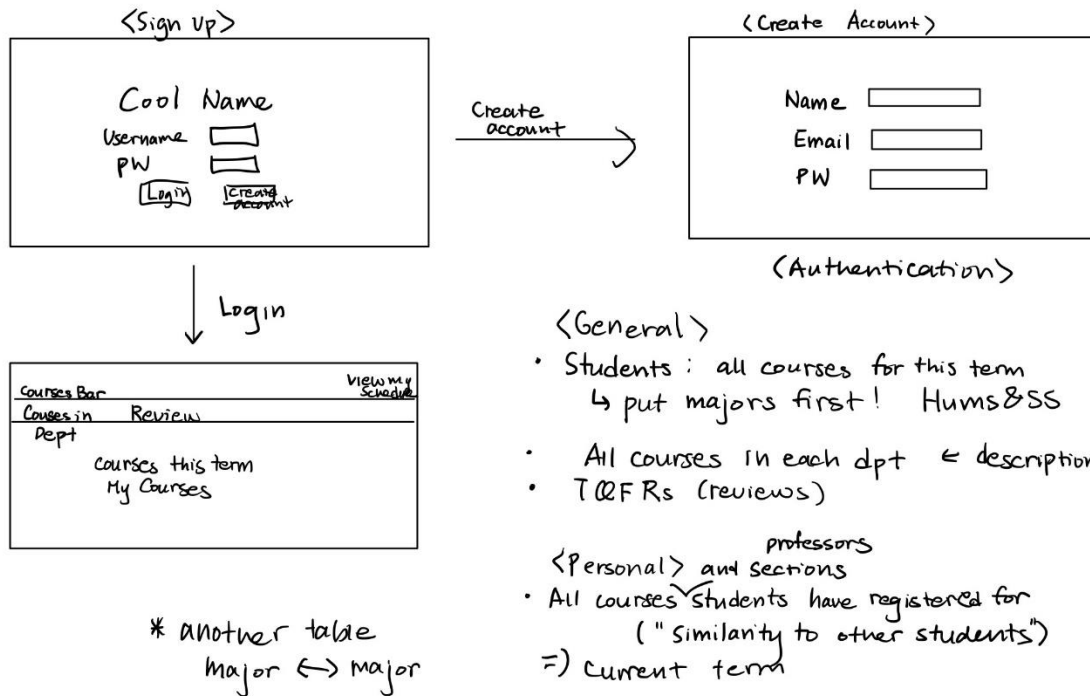 <Sign Up>
Cool Name
Username
PW
Login
Create account
Create account
<Create Account>
Name
Email
PW
<Authentication>
Login
Courses Bar
View my Schedule
Couses in Dept
Review
Courses this term
My Courses
* another table
major <-> major
<General>
· Students : all courses for this term
↳ put majors first! Hums&SS
· All courses in each dpt ← description
· TQFRs (reviews)
<Personal> and professors sections
· All courses students have registered for
("similarity to other students")
=) current term